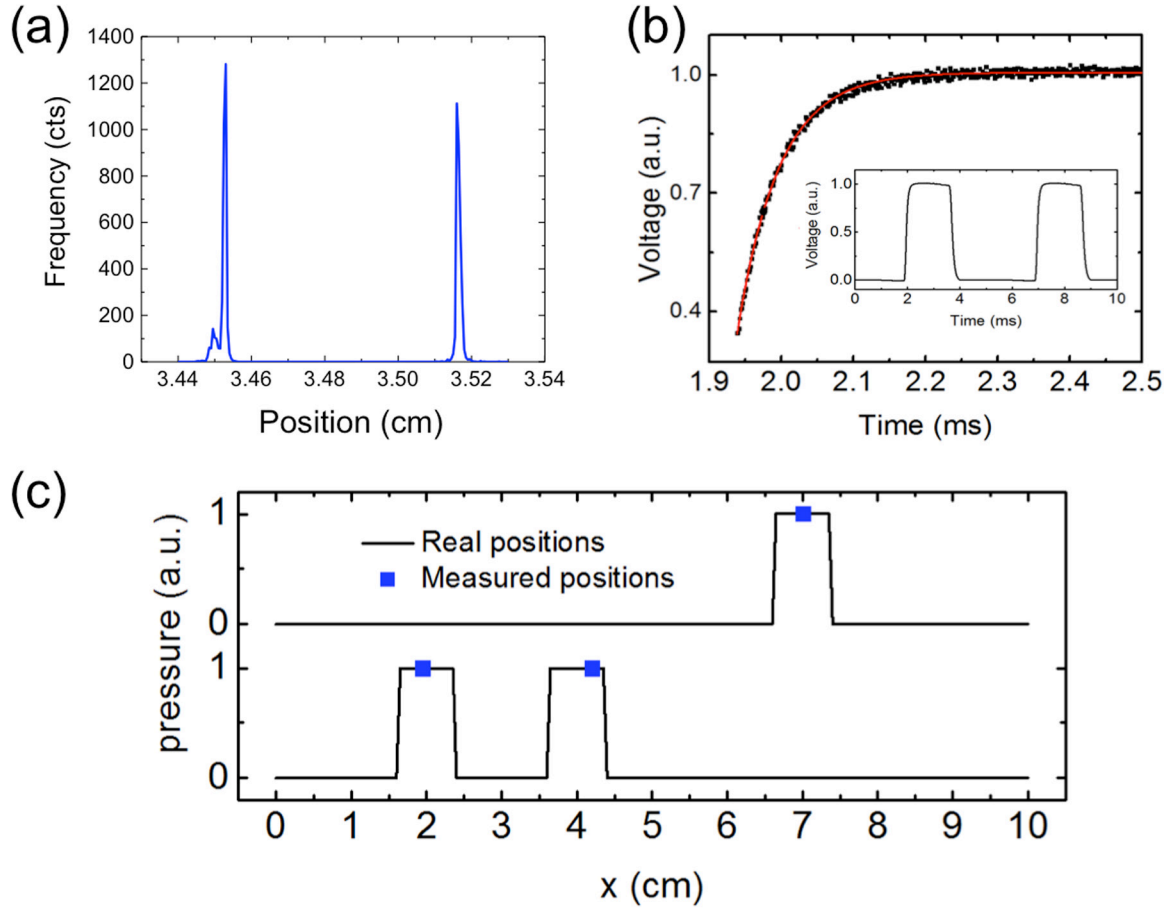 (a)
1400
1200
1000
800
600
400
200
0
Frequency (cts)
3.44 3.46 3.48 3.50 3.52 3.54
Position (cm)
(b)
1.0
0.7
0.4
Voltage (a.u.)
1.9 2.0 2.1 2.2 2.3 2.4 2.5
Time (ms)
1.0
0.5
0.0
Voltage (a.u.)
0 2 4 6 8 10
Time (ms)
(c)
1
0
1
0
pressure (a.u.)
Real positions
Measured positions
0 1 2 3 4 5 6 7 8 9 10
x (cm)